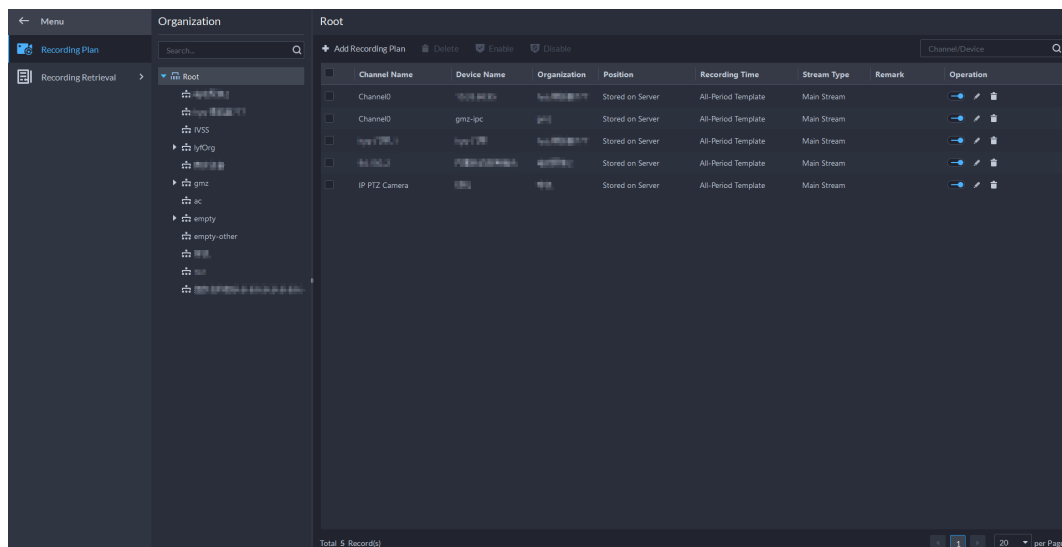 Menu
Recording Plan
Recording Retrieval
Organization
Search...
Root
IVSS
lyfOrg
gmz
ac
empty
empty-other
Root
Add Recording Plan Delete Enable Disable
Channel/Device
Channel Name Device Name Organization Position Recording Time Stream Type Remark Operation
Channel0 Stored on Server All-Period Template Main Stream
Channel0 gmz-ipc Stored on Server All-Period Template Main Stream
Stored on Server All-Period Template Main Stream
Stored on Server All-Period Template Main Stream
IP PTZ Camera Stored on Server All-Period Template Main Stream
Total 5 Record(s)
1 20 per Page